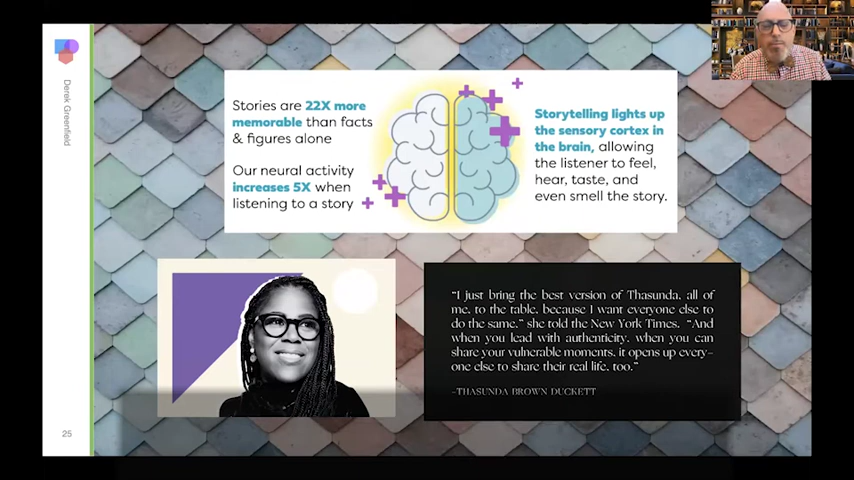 Derek Greenfield
Stories are 22X more
memorable than facts
& figures alone
Our neural activity
increases 5X when
listening to a story
Storytelling lights up
the sensory cortex in
the brain, allowing
the listener to feel,
hear, taste, and
even smell the story.
"I just bring the best version of Thasunda, all of
me, to the table, because I want everyone else to
do the same," she told the New York Times. "And
when you lead with authenticity, when you can
share your vulnerable moments, it opens up every-
one else to share their real life, too."
-THASUNDA BROWN DUCKETT
25